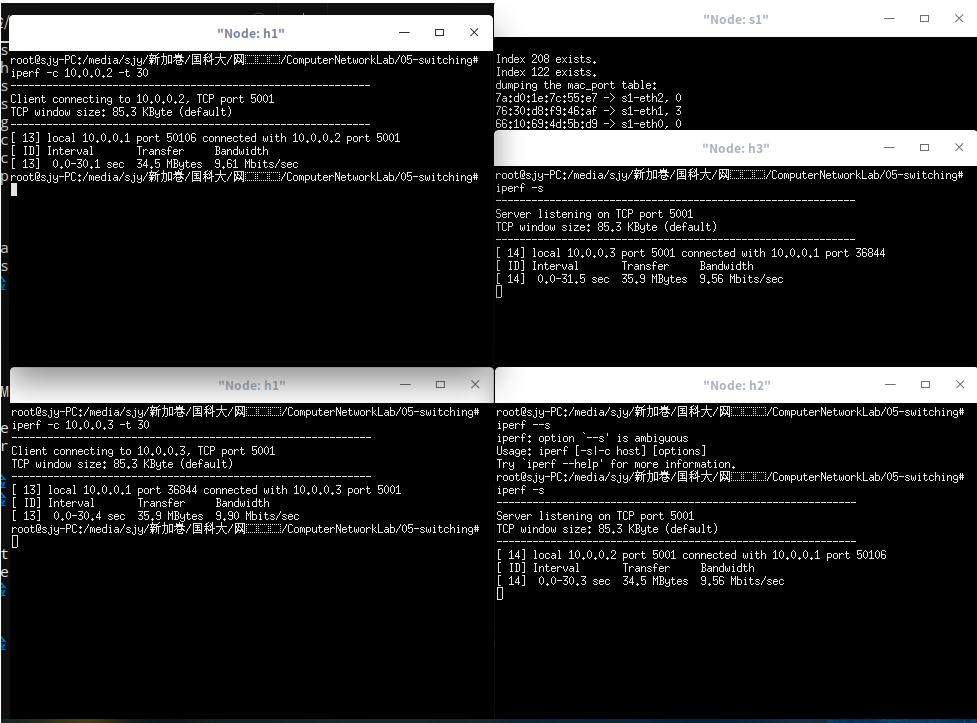 "Node: h1"
root@sjy-PC:/media/sjy/新加卷/国科大/网/ComputerNetworkLab/05-switching#
iperf -c 10.0.0.2 -t 30
------------------------------------------------------------
Client connecting to 10.0.0.2, TCP port 5001
TCP window size: 85.3 KByte (default)
------------------------------------------------------------
[ 13] local 10.0.0.1 port 50106 connected with 10.0.0.2 port 5001
[ ID] Interval       Transfer     Bandwidth
[ 13]  0.0-30.1 sec  34.5 MBytes  9.61 Mbits/sec
root@sjy-PC:/media/sjy/新加卷/国科大/网/ComputerNetworkLab/05-switching#
"Node: s1"
Index 208 exists.
Index 122 exists.
dumping the mac_port table:
7a:d0:1e:7c:55:e7 -> s1-eth2, 0
76:30:d8:f9:46:af -> s1-eth1, 3
66:10:69:4d:5b:d9 -> s1-eth0, 0
"Node: h3"
root@sjy-PC:/media/sjy/新加卷/国科大/网/ComputerNetworkLab/05-switching#
iperf -s
------------------------------------------------------------
Server listening on TCP port 5001
TCP window size: 85.3 KByte (default)
------------------------------------------------------------
[ 14] local 10.0.0.3 port 5001 connected with 10.0.0.1 port 36844
[ ID] Interval       Transfer     Bandwidth
[ 14]  0.0-31.5 sec  35.9 MBytes  9.56 Mbits/sec
"Node: h1"
root@sjy-PC:/media/sjy/新加卷/国科大/网/ComputerNetworkLab/05-switching#
iperf -c 10.0.0.3 -t 30
------------------------------------------------------------
Client connecting to 10.0.0.3, TCP port 5001
TCP window size: 85.3 KByte (default)
------------------------------------------------------------
[ 13] local 10.0.0.1 port 36844 connected with 10.0.0.3 port 5001
[ ID] Interval       Transfer     Bandwidth
[ 13]  0.0-30.4 sec  35.9 MBytes  9.90 Mbits/sec
root@sjy-PC:/media/sjy/新加卷/国科大/网/ComputerNetworkLab/05-switching#
"Node: h2"
root@sjy-PC:/media/sjy/新加卷/国科大/网/ComputerNetworkLab/05-switching#
iperf --s
iperf: option `--s' is ambiguous
Usage: iperf [-s|-c host] [options]
Try `iperf --help' for more information.
root@sjy-PC:/media/sjy/新加卷/国科大/网/ComputerNetworkLab/05-switching#
iperf -s
------------------------------------------------------------
Server listening on TCP port 5001
TCP window size: 85.3 KByte (default)
------------------------------------------------------------
[ 14] local 10.0.0.2 port 5001 connected with 10.0.0.1 port 50106
[ ID] Interval       Transfer     Bandwidth
[ 14]  0.0-30.3 sec  34.5 MBytes  9.56 Mbits/sec